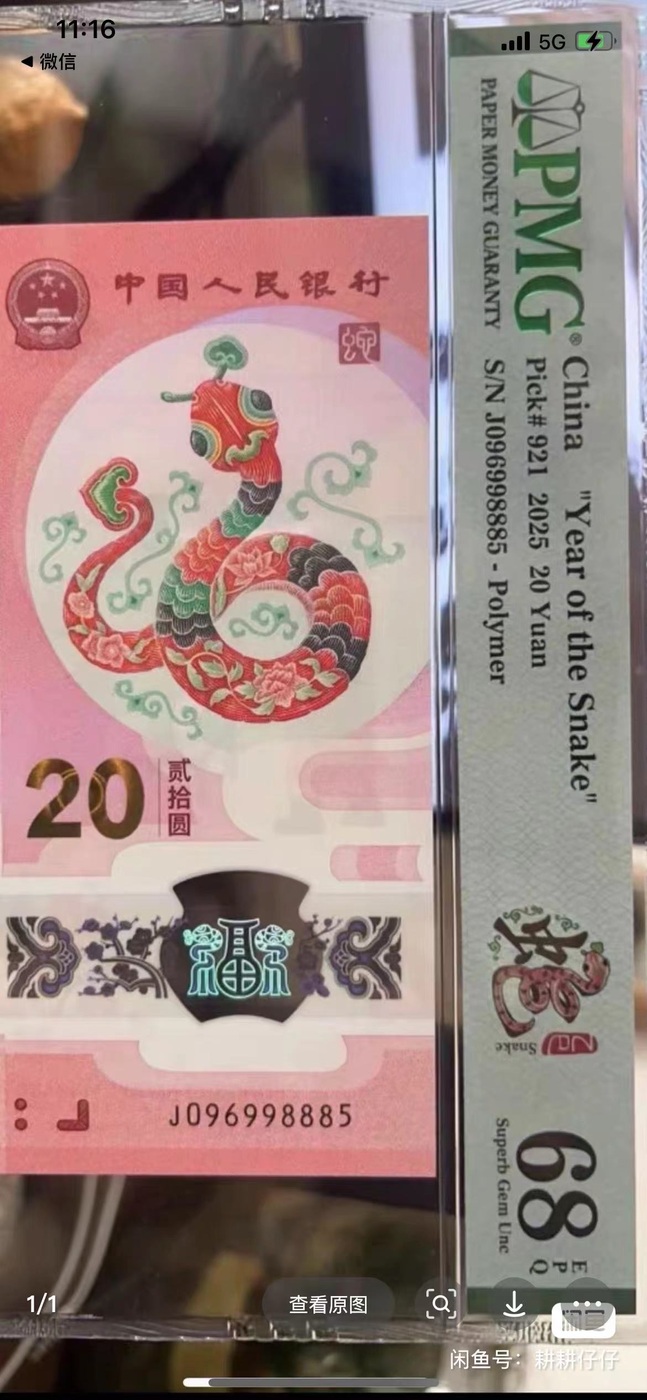 11:16
5G
微信
中国人民银行
蛇
20
贰拾圆
福
J096998885
PMG®
PAPER MONEY GUARANTY
China "Year of the Snake"
Pick# 921 2025 20 Yuan
S/N J096998885 - Polymer
蛇
Snake
68 EPQ
Superb Gem Unc
1/1
查看原图
闲鱼号：耕耕仔仔